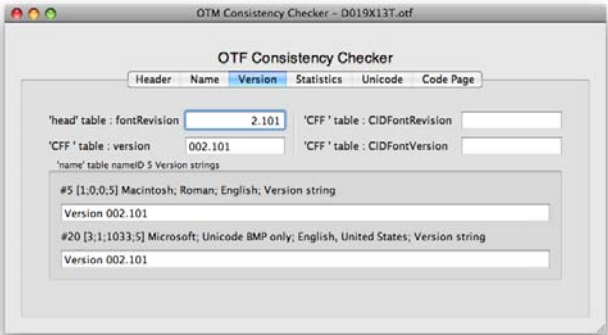 OTM Consistency Checker – D019X13T.otf
OTF Consistency Checker
Header Name Version Statistics Unicode Code Page
'head' table : fontRevision 2.101 'CFF ' table : CIDFontRevision
'CFF ' table : version 002.101 'CFF ' table : CIDFontVersion
'name' table nameID 5 Version strings
#5 [1;0;0;5] Macintosh; Roman; English; Version string
Version 002.101
#20 [3;1;1033;5] Microsoft; Unicode BMP only; English, United States; Version string
Version 002.101